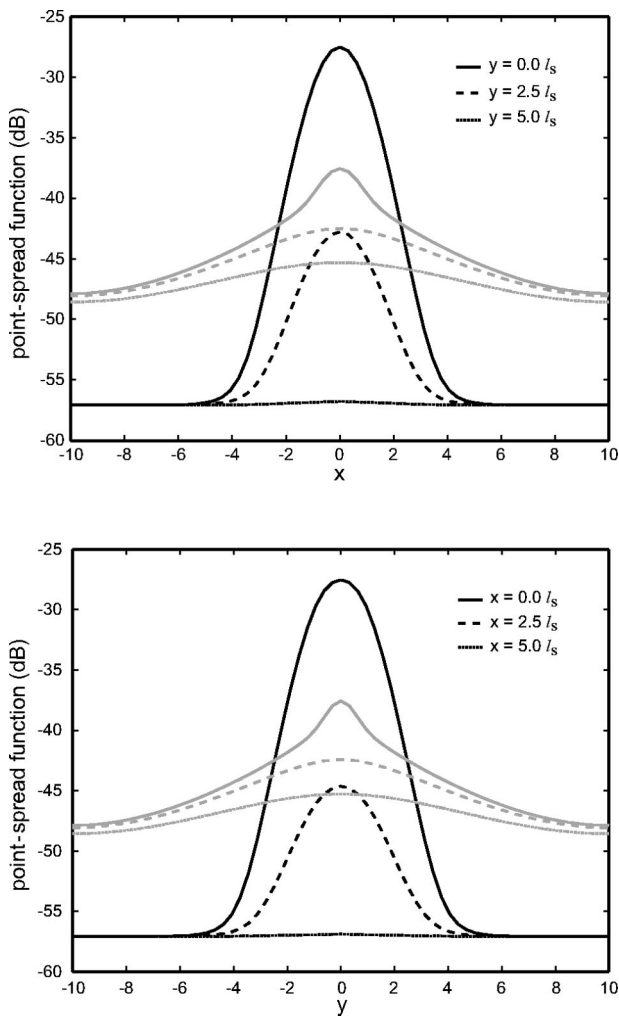 -25
-30
-35
-40
-45
-50
-55
-60
point-spread function (dB)
y = 0.0 lₛ
y = 2.5 lₛ
y = 5.0 lₛ
-10 -8 -6 -4 -2 0 2 4 6 8 10
x
-25
-30
-35
-40
-45
-50
-55
-60
point-spread function (dB)
x = 0.0 lₛ
x = 2.5 lₛ
x = 5.0 lₛ
-10 -8 -6 -4 -2 0 2 4 6 8 10
y